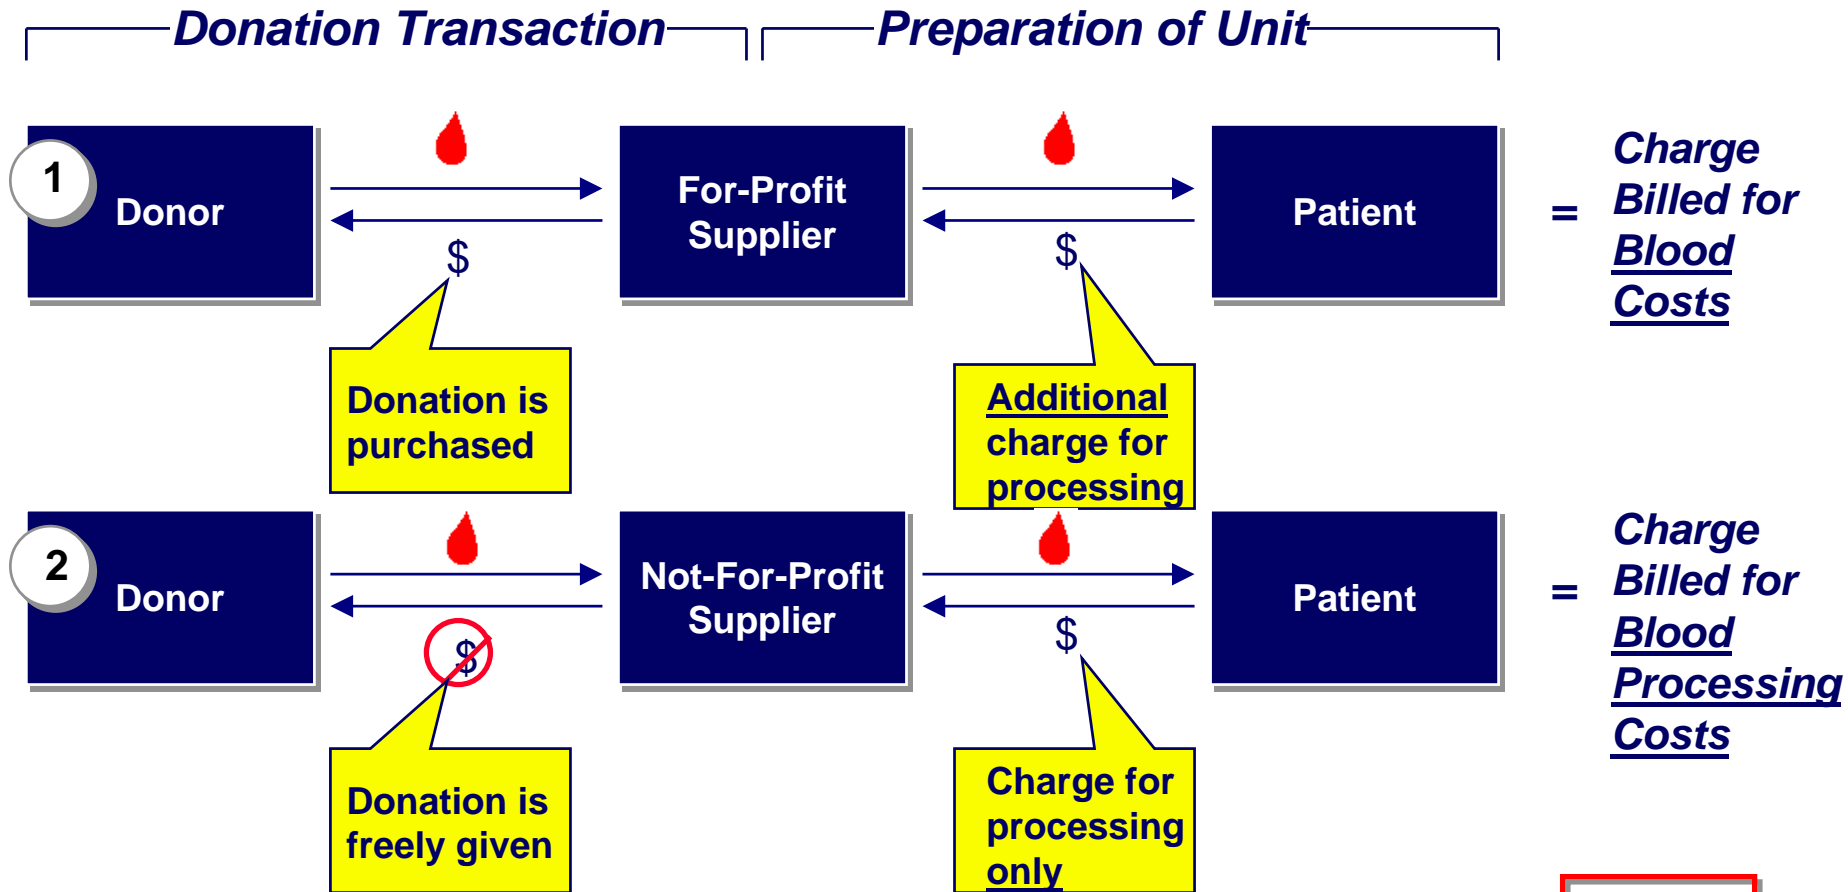 Donation Transaction
Preparation of Unit
1
Donor
$
For-Profit
Supplier
$
Patient
=
Charge
Billed for
Blood
Costs
Donation is
purchased
Additional
charge for
processing
2
Donor
$
Not-For-Profit
Supplier
$
Patient
=
Charge
Billed for
Blood
Processing
Costs
Donation is
freely given
Charge for
processing
only